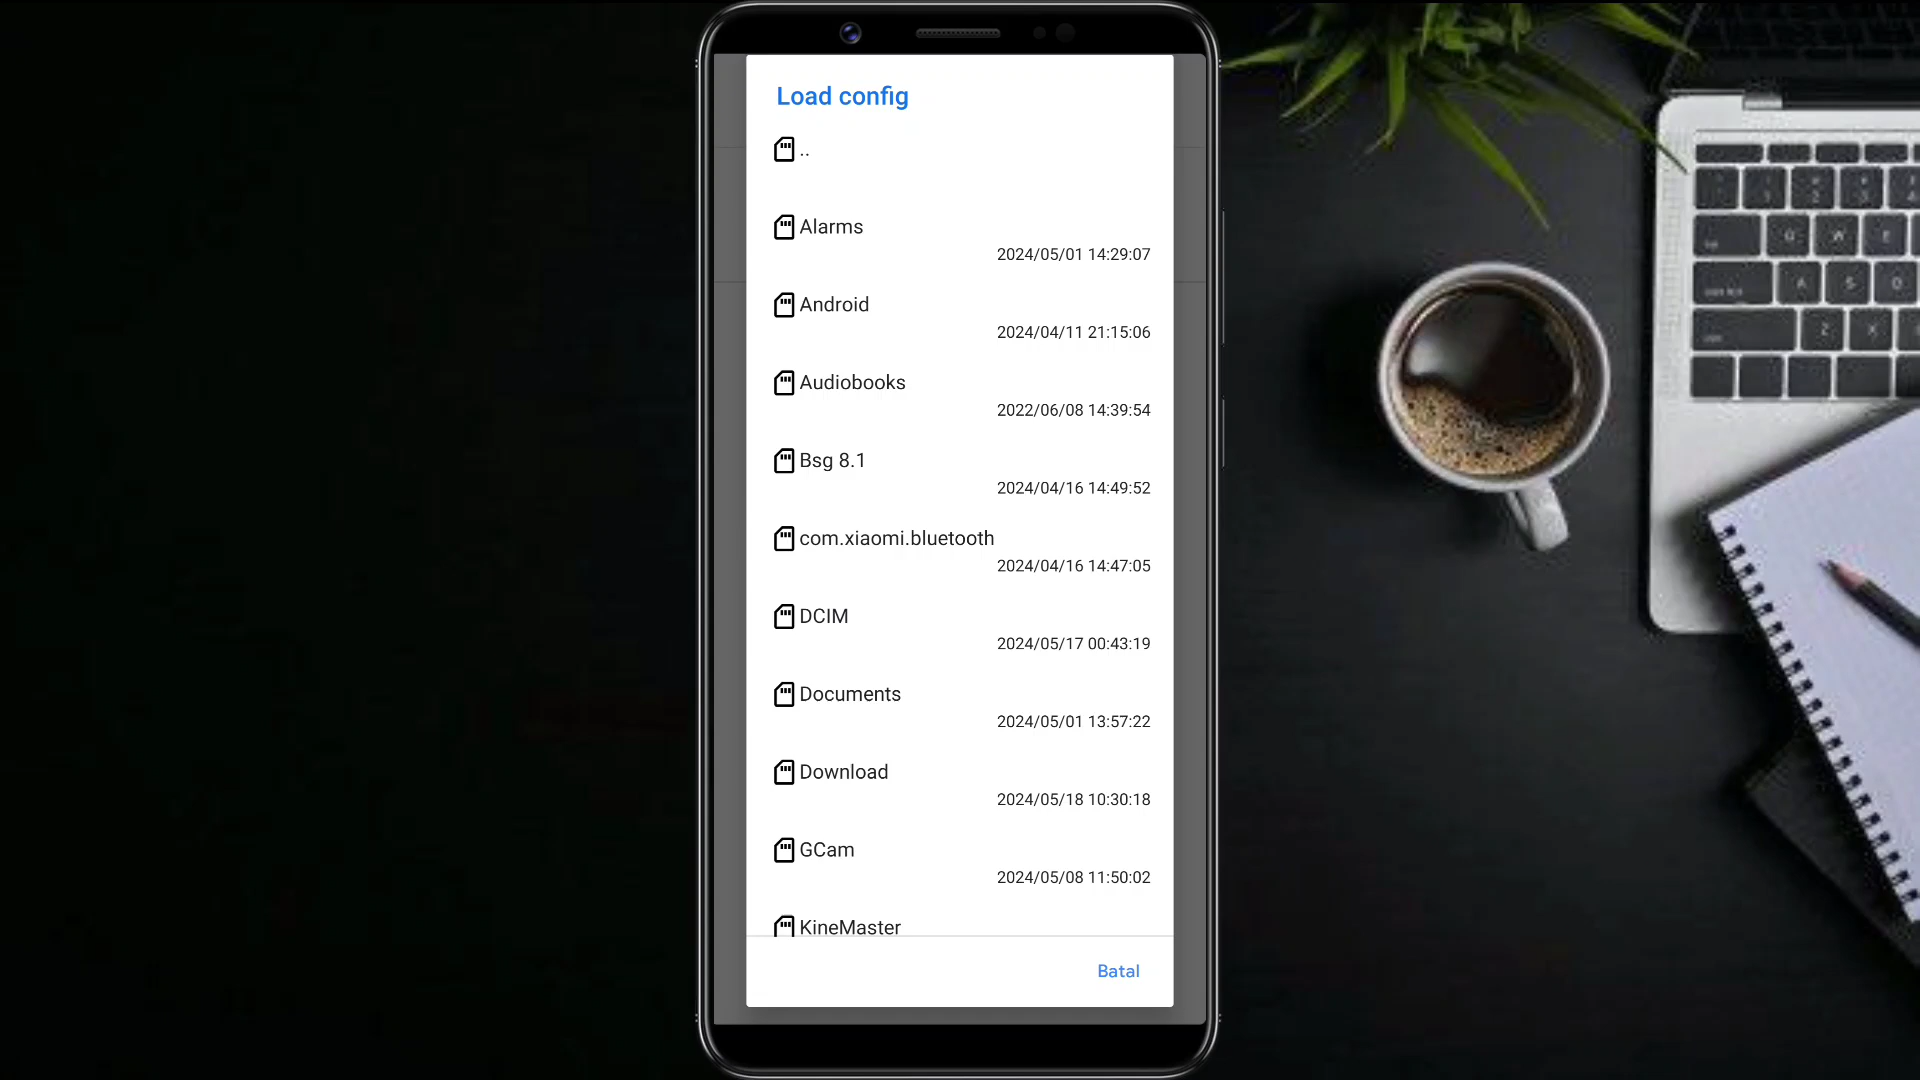 Load config
..
Alarms
2024/05/01 14:29:07
Android
2024/04/11 21:15:06
Audiobooks
2022/06/08 14:39:54
Bsg 8.1
2024/04/16 14:49:52
com.xiaomi.bluetooth
2024/04/16 14:47:05
DCIM
2024/05/17 00:43:19
Documents
2024/05/01 13:57:22
Download
2024/05/18 10:30:18
GCam
2024/05/08 11:50:02
KineMaster
Batal